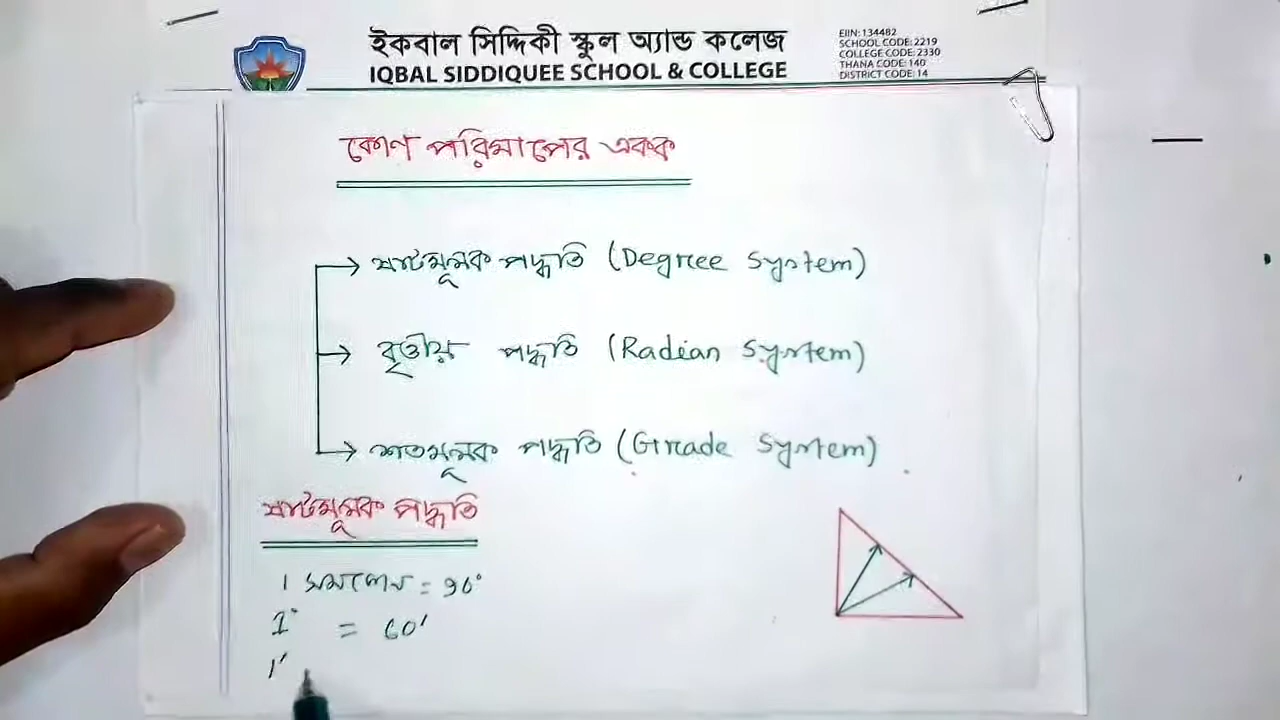 ইকবাল সিদ্দিকী স্কুল অ্যান্ড কলেজ
IQBAL SIDDIQUEE SCHOOL & COLLEGE
EIIN: 134482
SCHOOL CODE: 2219
COLLEGE CODE: 2330
THANA CODE: 140
DISTRICT CODE: 14
কোণ পরিমাপের একক
ষাটমূলক পদ্ধতি (Degree System)
বৃত্তীয় পদ্ধতি (Radian System)
শতমূলক পদ্ধতি (Grade System)
ষাটমূলক পদ্ধতি
1 সমকোণ = 90°
1° = 60′
1′